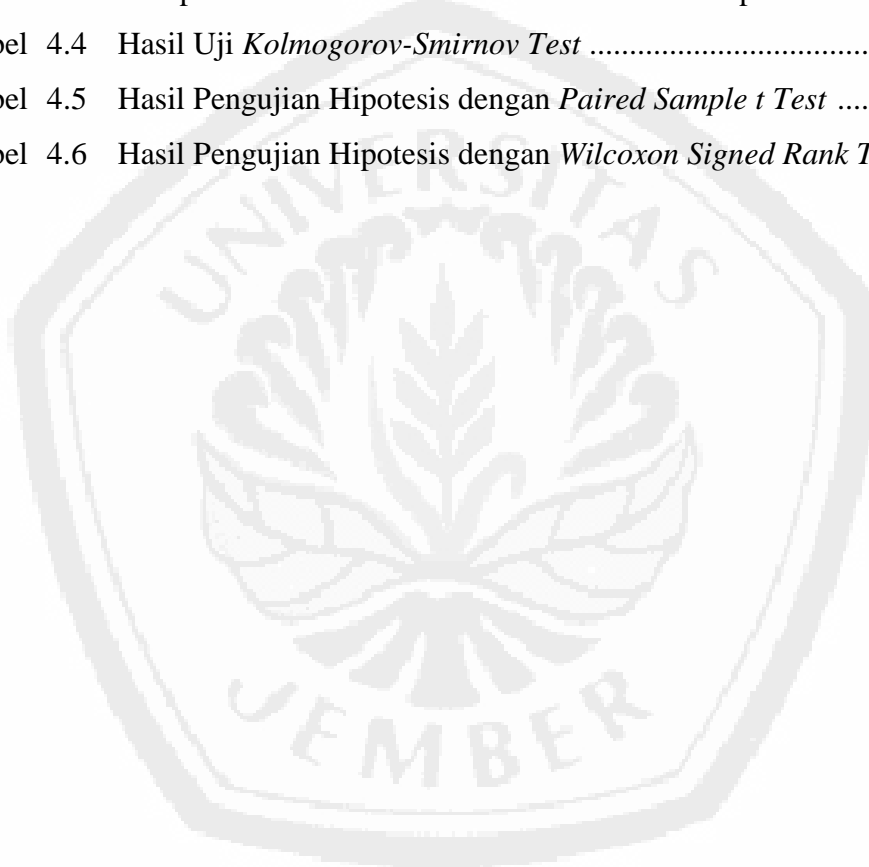 bel 4.4 Hasil Uji Kolmogorov-Smirnov Test ....................................
bel 4.5 Hasil Pengujian Hipotesis dengan Paired Sample t Test ....
bel 4.6 Hasil Pengujian Hipotesis dengan Wilcoxon Signed Rank T
UNIVERSITAS
JEMBER